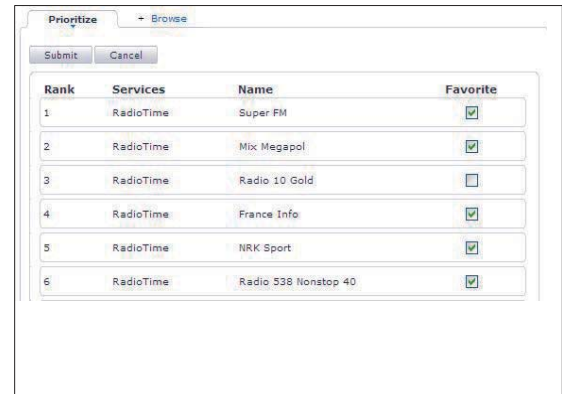 Prioritize + Browse
Submit Cancel
Rank Services Name Favorite
1 RadioTime Super FM
2 RadioTime Mix Megapol
3 RadioTime Radio 10 Gold
4 RadioTime France Info
5 RadioTime NRK Sport
6 RadioTime Radio 538 Nonstop 40